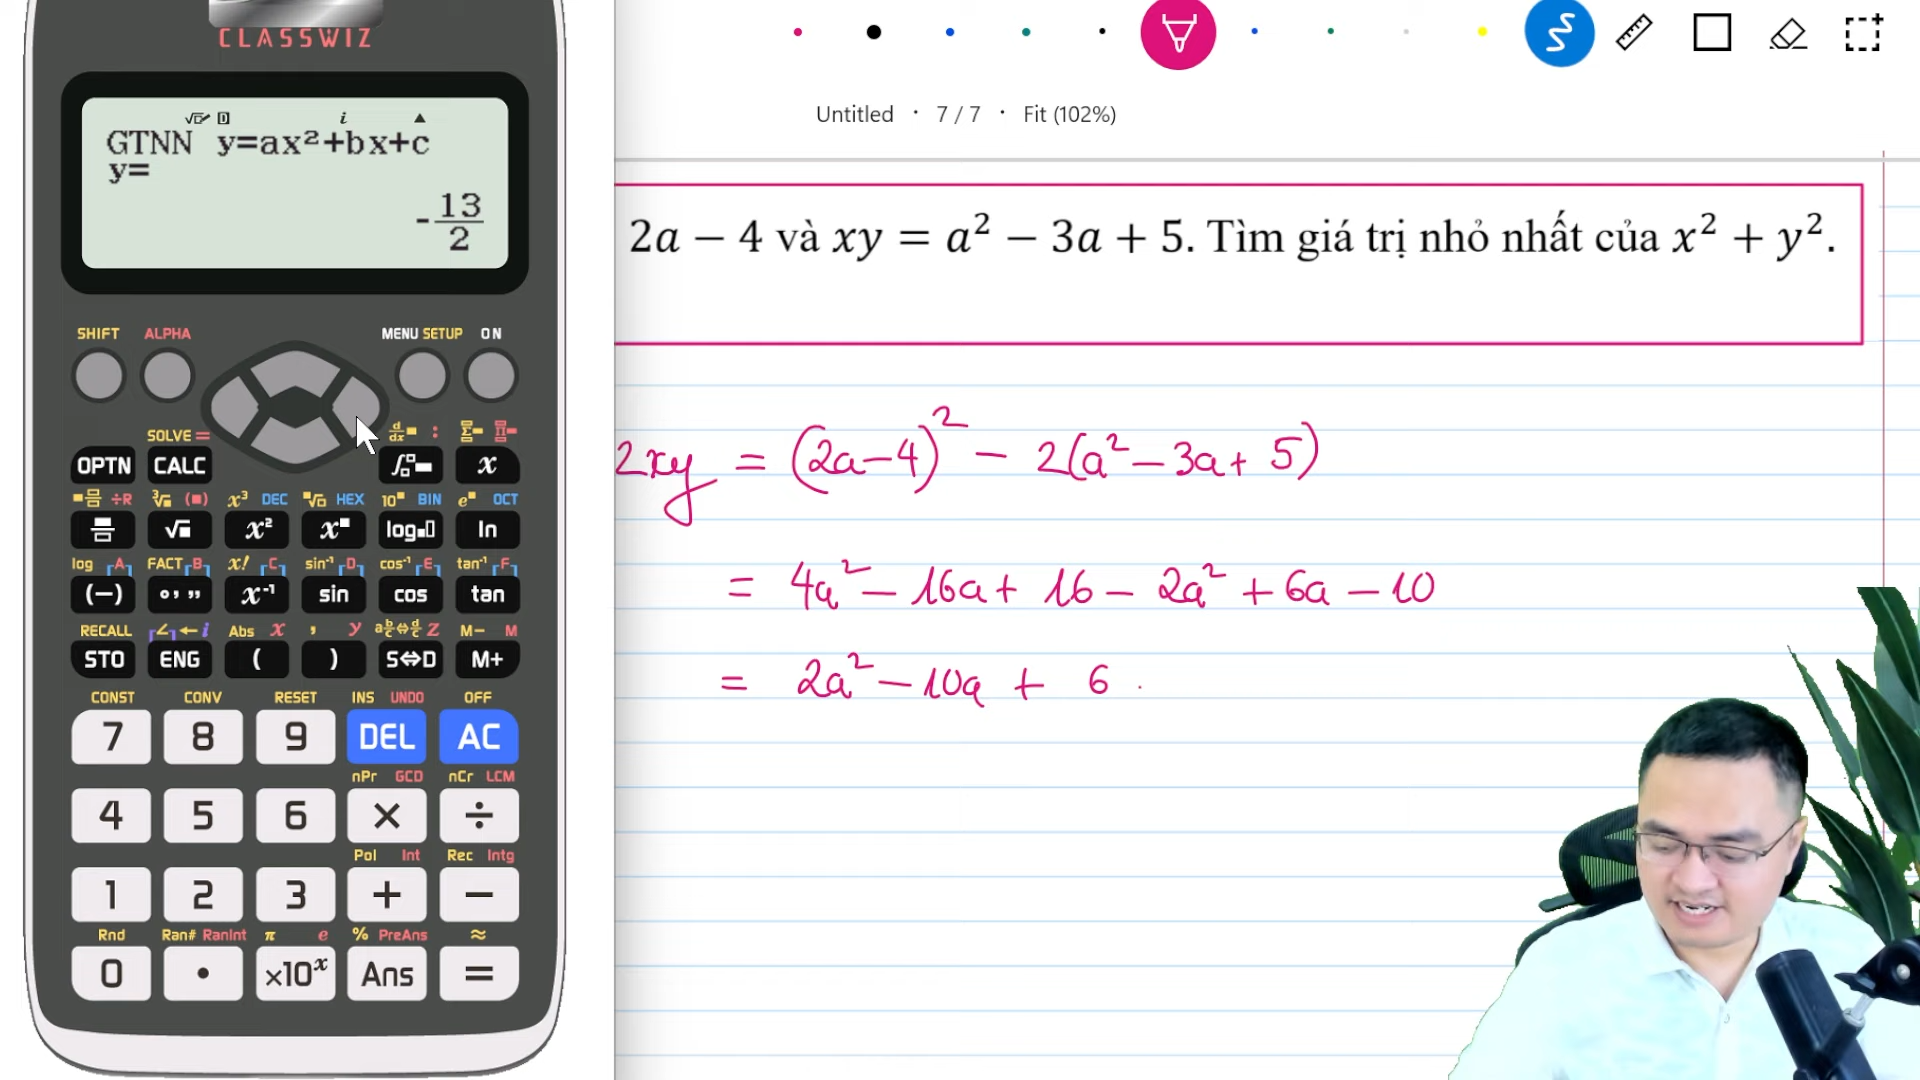 CLASSWIZ
√▱ D i ▲
GTNN y=ax²+bx+c
y=
-13/2
SHIFT ALPHA MENU SETUP ON
SOLVE = d/dx■ : Σ■ Π■
OPTN CALC ∫■ x
■■/■ ÷R ³√■ (■) x³ DEC ■√□ HEX 10■ BIN e■ OCT
■/■ √■ x² x■ log■□ ln
log A FACT B x! C sin⁻¹ D cos⁻¹ E tan⁻¹ F
(−) °’” x⁻¹ sin cos tan
RECALL ∠ ← i Abs x , y a b/c⇔d/c z M− M
STO ENG ( ) S⇔D M+
CONST CONV RESET INS UNDO OFF
7 8 9 DEL AC
nPr GCD nCr LCM
4 5 6 × ÷
Pol Int Rec Intg
1 2 3 + −
Rnd Ran# RanInt π e % PreAns ≈
0 • ×10ˣ Ans =
Untitled · 7 / 7 · Fit (102%)
2a − 4 và xy = a² − 3a + 5. Tìm giá trị nhỏ nhất của x² + y².
2xy = (2a−4)² − 2(a²−3a+ 5)
= 4a² − 16a+ 16 − 2a² + 6a − 10
= 2a² − 10a + 6 .